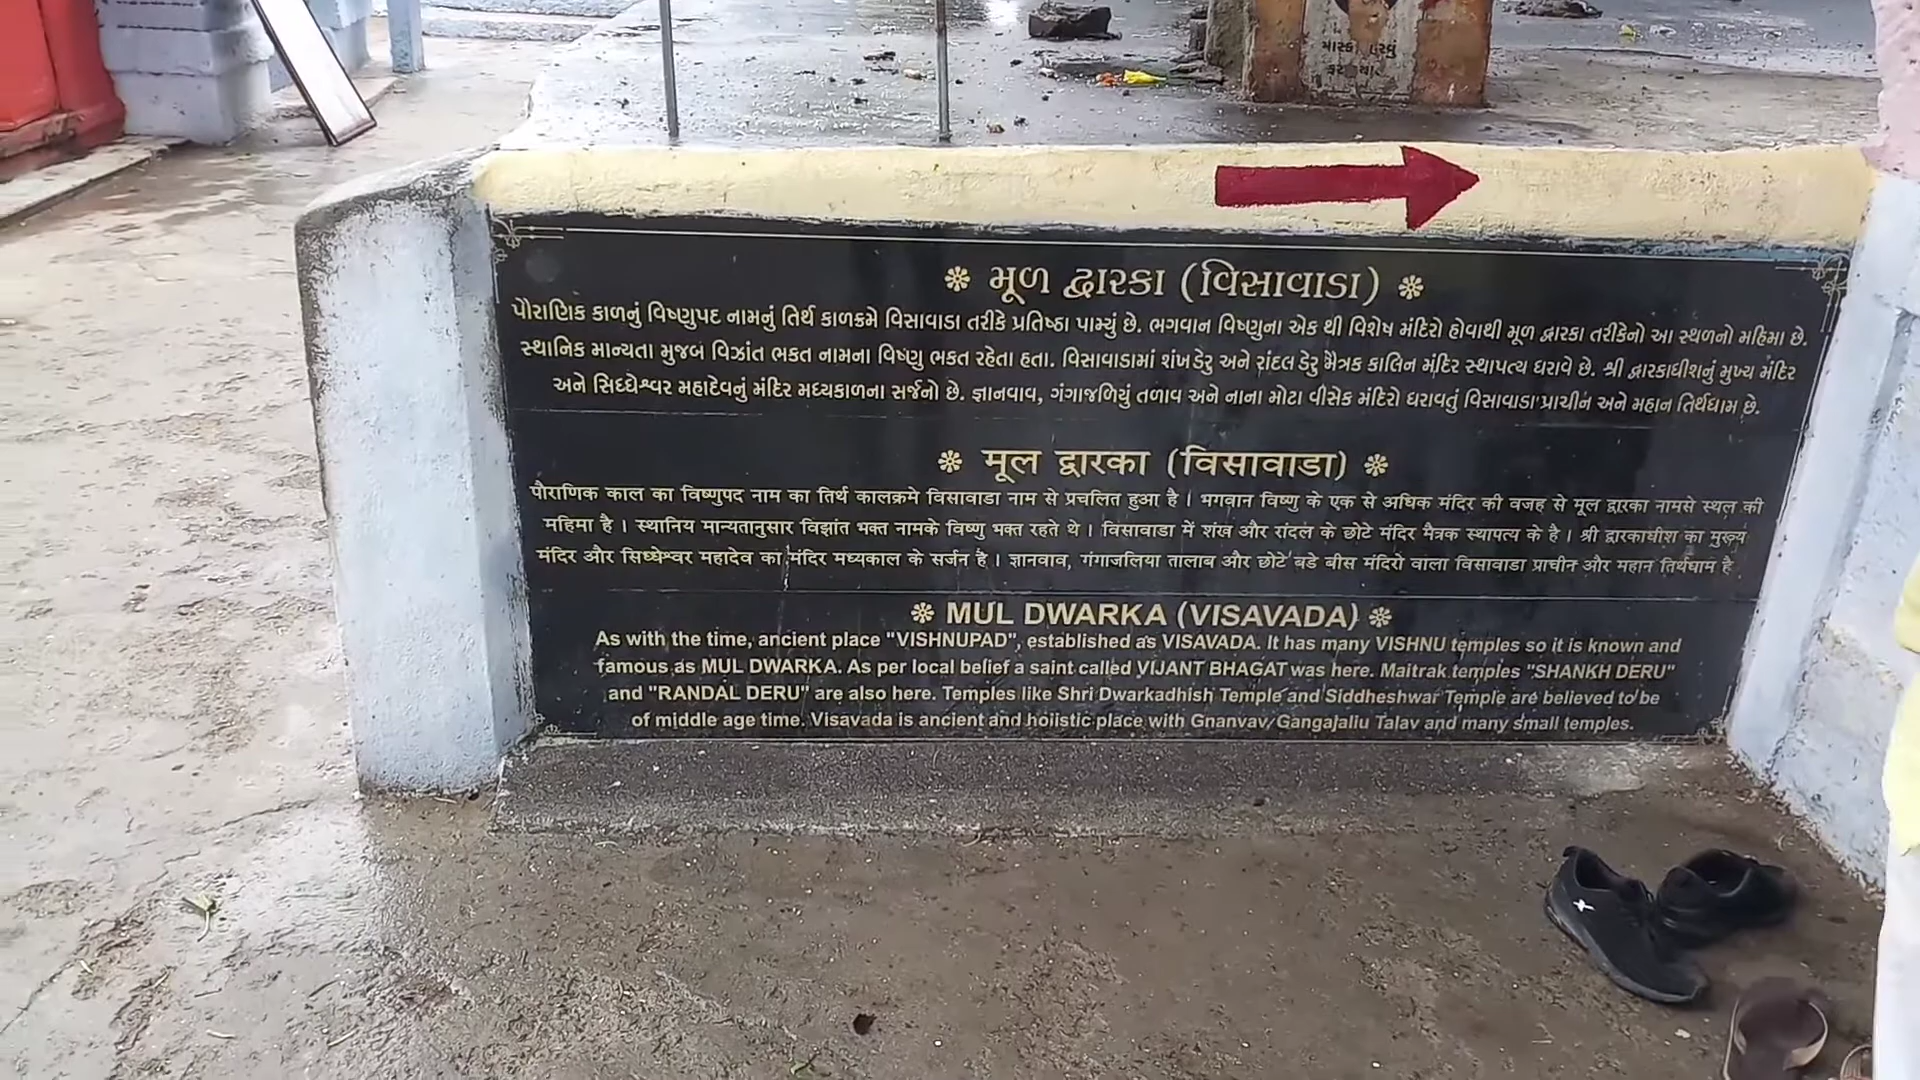 મારફત કરવું
❊ મૂળ દ્વારકા (વિસાવાડા) ❊
પૌરાણિક કાળનું વિષ્ણુપદ નામનું તિર્થ કાળક્રમે વિસાવાડા તરીકે પ્રતિષ્ઠા પામ્યું છે. ભગવાન વિષ્ણુના એક થી વિશેષ મંદિરો હોવાથી મૂળ દ્વારકા તરીકેનો આ સ્થળનો મહિમા છે.
સ્થાનિક માન્યતા મુજબ વિઝાંત ભકત નામના વિષ્ણુ ભકત રહેતા હતા. વિસાવાડામાં શંખડેરુ અને રાંદલ ડેરુ મૈત્રક કાલિન મંદિર સ્થાપત્ય ધરાવે છે. શ્રી દ્વારકાધીશનું મુખ્ય મંદિર
અને સિધ્ધેશ્વર મહાદેવનું મંદિર મધ્યકાળના સર્જનો છે. જ્ઞાનવાવ, ગંગાજળિયું તળાવ અને નાના મોટા વીસેક મંદિરો ધરાવતું વિસાવાડા પ્રાચીન અને મહાન તિર્થધામ છે.
❊ मूल द्वारका (विसावाडा) ❊
पौराणिक काल का विष्णुपद नाम का तिर्थ कालक्रमे विसावाडा नाम से प्रचलित हुआ है । भगवान विष्णु के एक से अधिक मंदिर की वजह से मूल द्वारका नामसे स्थल की
महिमा है । स्थानिय मान्यतानुसार विझांत भक्त नामके विष्णु भक्त रहते थे । विसावाडा में शंख और रांदल के छोटे मंदिर मैत्रक स्थापत्य के है । श्री द्वारकाधीश का मुख्य
मंदिर और सिध्धेश्वर महादेव का मंदिर मध्यकाल के सर्जन है । ज्ञानवाव, गंगाजलिया तालाब और छोटे बडे बीस मंदिरो वाला विसावाडा प्राचीन और महान तिर्थधाम है
❊ MUL DWARKA (VISAVADA) ❊
As with the time, ancient place "VISHNUPAD", established as VISAVADA. It has many VISHNU temples so it is known and
famous as MUL DWARKA. As per local belief a saint called VIJANT BHAGAT was here. Maitrak temples "SHANKH DERU"
and "RANDAL DERU" are also here. Temples like Shri Dwarkadhish Temple and Siddheshwar Temple are believed to be
of middle age time. Visavada is ancient and holistic place with Gnanvav/Gangajaliu Talav and many small temples.